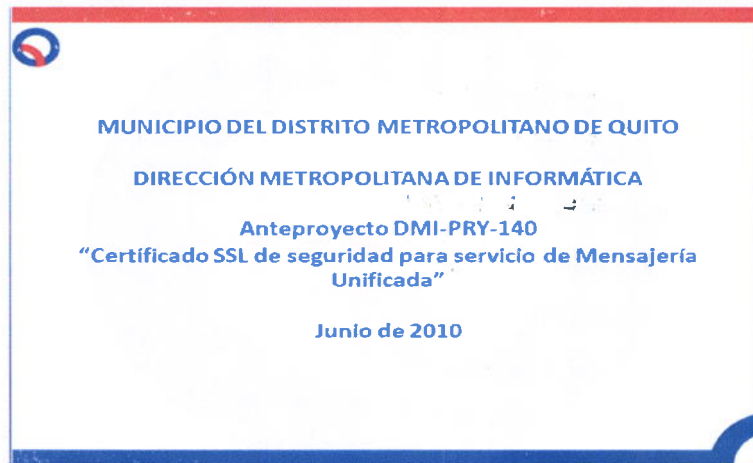 MUNICIPIO DEL DISTRITO METROPOLITANO DE QUITO
DIRECCIÓN METROPOLITANA DE INFORMÁTICA
Anteproyecto DMI-PRY-140
"Certificado SSL de seguridad para servicio de Mensajería
Unificada"
Junio de 2010